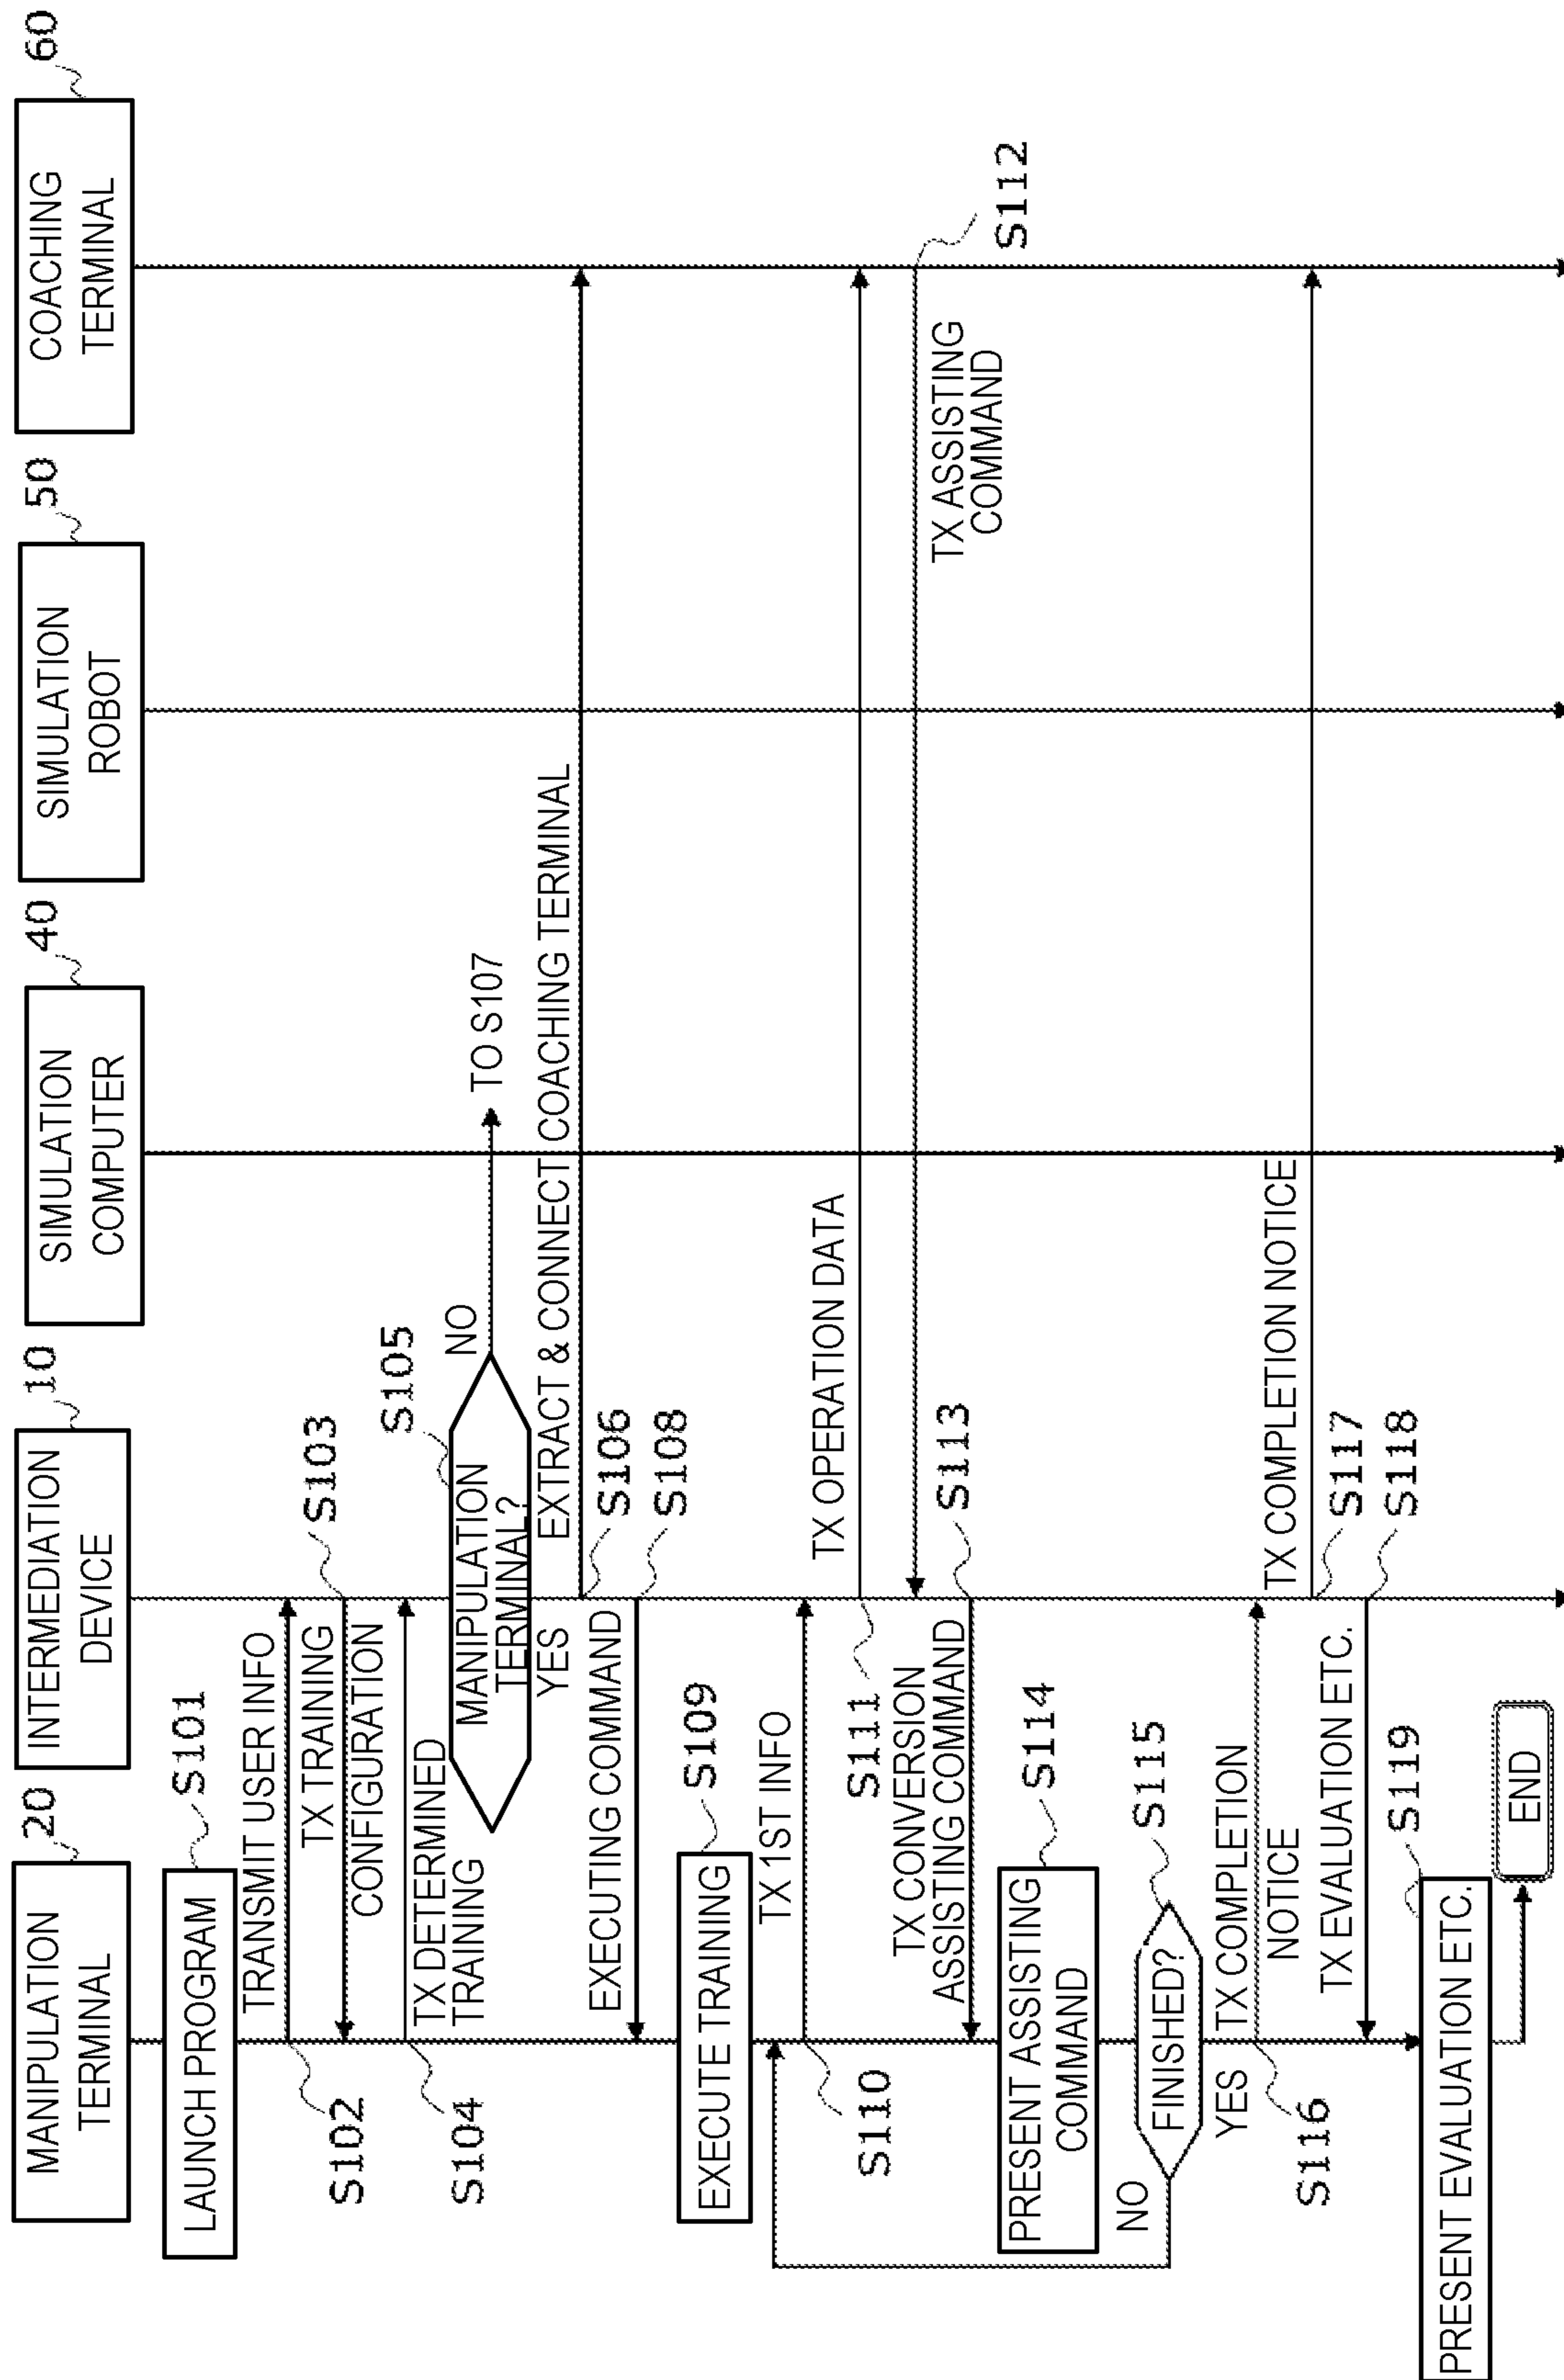 MANIPULATION
TERMINAL
20
INTERMEDIATION
DEVICE
10
SIMULATION
COMPUTER
40
SIMULATION
ROBOT
50
COACHING
TERMINAL
60
LAUNCH PROGRAM
S101
TRANSMIT USER INFO
S102
TX TRAINING
CONFIGURATION
S103
TX DETERMINED
TRAINING
S104
MANIPULATION
TERMINAL?
S105
NO
TO S107
YES
EXTRACT & CONNECT COACHING TERMINAL
S106
EXECUTING COMMAND
S108
EXECUTE TRAINING
S109
TX 1ST INFO
S110
TX OPERATION DATA
S111
TX ASSISTING
COMMAND
S112
TX CONVERSION
ASSISTING COMMAND
S113
PRESENT ASSISTING
COMMAND
S114
FINISHED?
S115
NO
YES
TX COMPLETION
NOTICE
S116
TX COMPLETION NOTICE
S117
TX EVALUATION ETC.
S118
PRESENT EVALUATION ETC.
S119
END